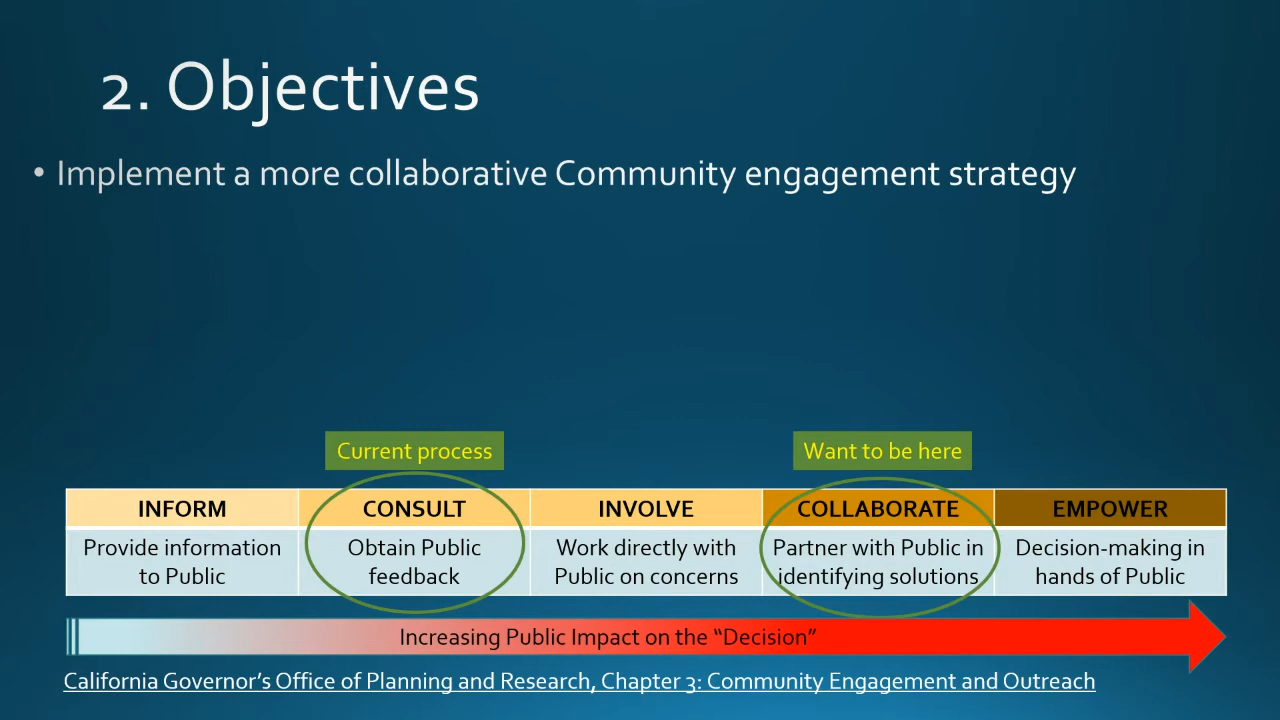 2. Objectives
• Implement a more collaborative Community engagement strategy
Current process
Want to be here
INFORM
CONSULT
INVOLVE
COLLABORATE
EMPOWER
Provide information
to Public
Obtain Public
feedback
Work directly with
Public on concerns
Partner with Public in
identifying solutions
Decision-making in
hands of Public
Increasing Public Impact on the “Decision”
California Governor’s Office of Planning and Research, Chapter 3: Community Engagement and Outreach